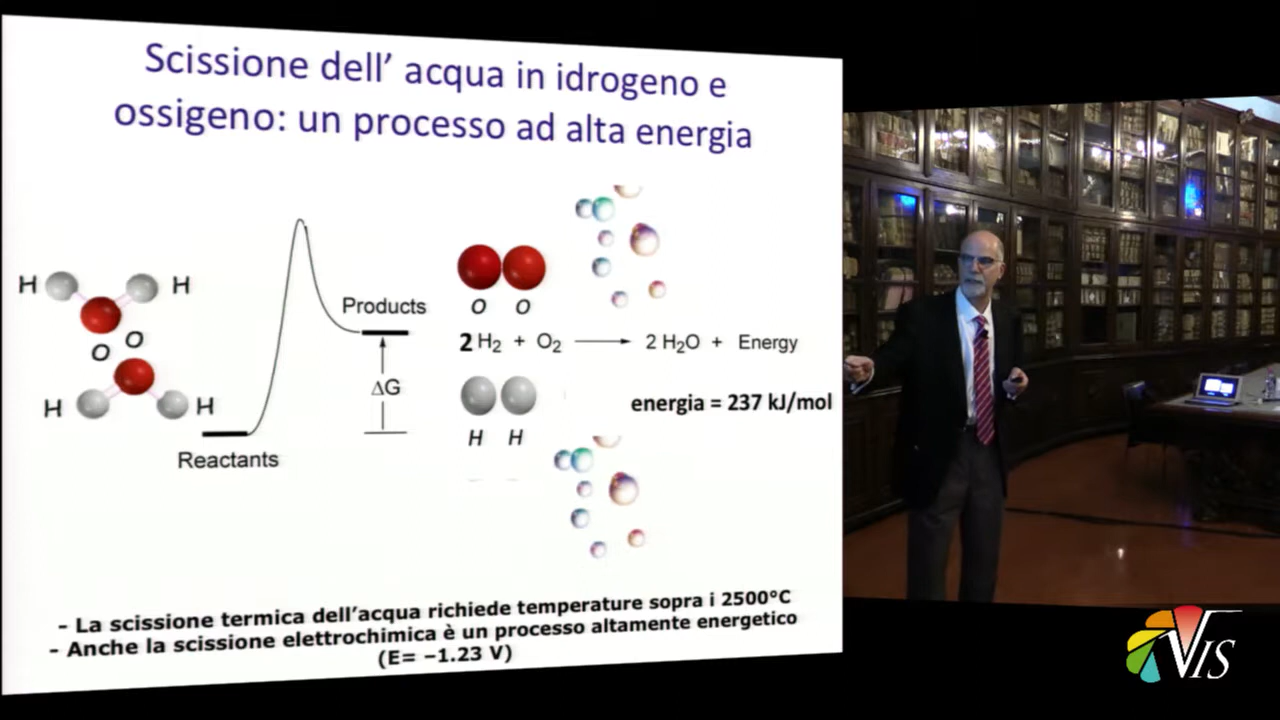 Scissione dell' acqua in idrogeno e
ossigeno: un processo ad alta energia
H H
O
O
H H
Reactants
Products
ΔG
O O
2 H₂ + O₂ → 2 H₂O + Energy
energia = 237 kJ/mol
H H
- La scissione termica dell'acqua richiede temperature sopra i 2500°C
- Anche la scissione elettrochimica è un processo altamente energetico
(E= −1.23 V)
VIS